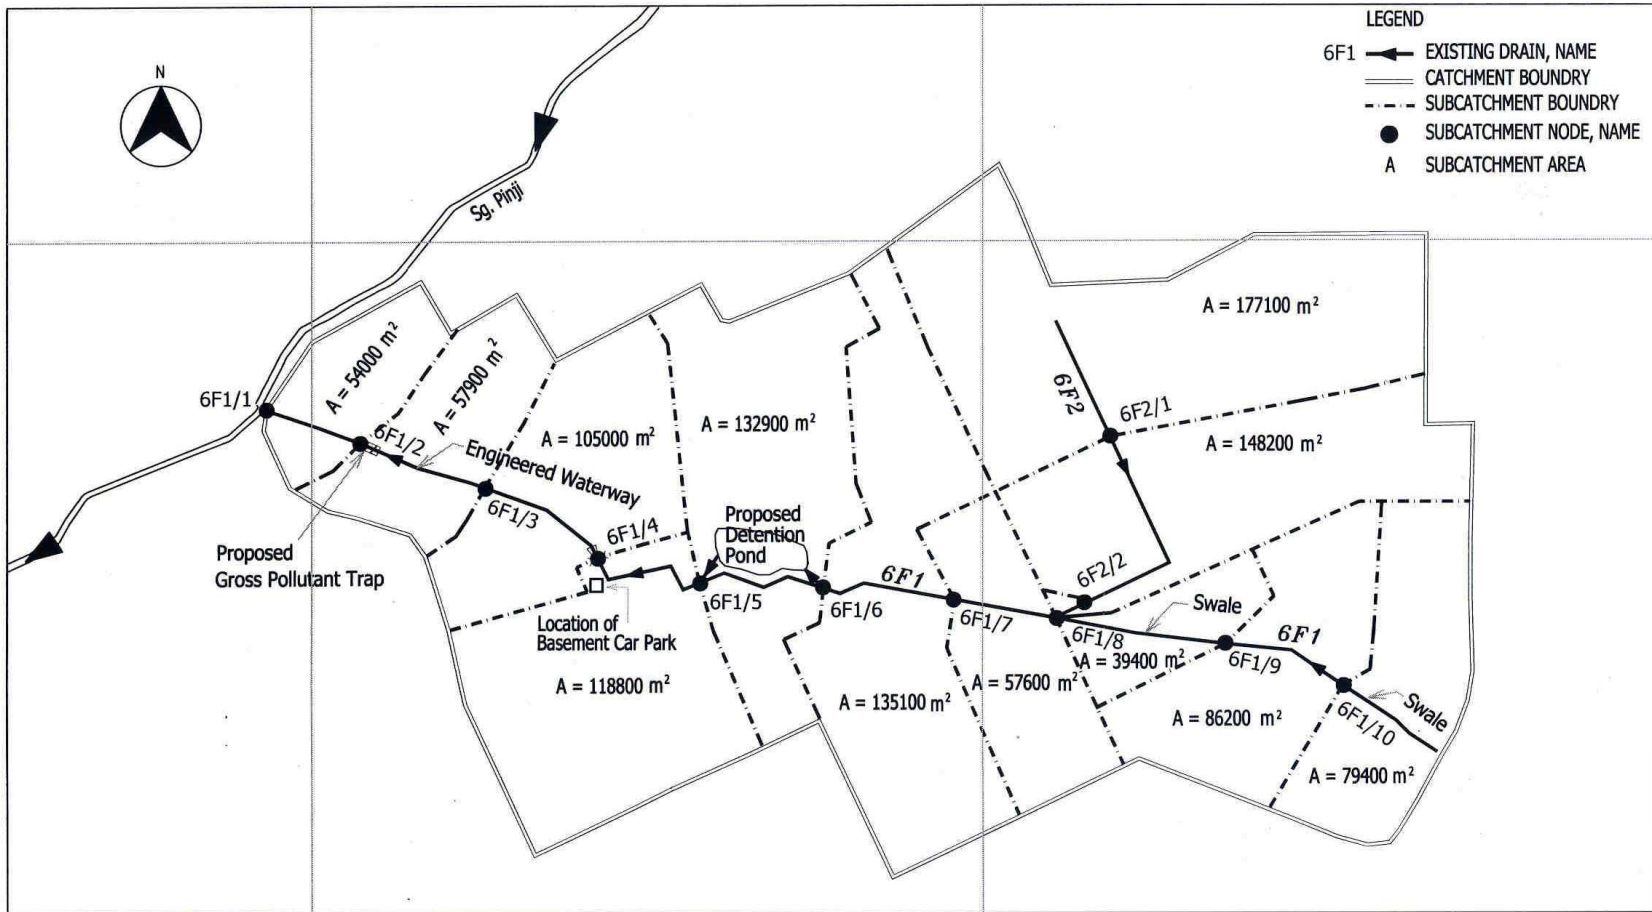 LEGEND
6F1 EXISTING DRAIN, NAME
CATCHMENT BOUNDRY
SUBCATCHMENT BOUNDRY
SUBCATCHMENT NODE, NAME
A SUBCATCHMENT AREA
N
Sg. Pinji
A = 177100 m²
A = 54000 m²
A = 57900 m²
6F1/1
6F2
6F2/1
6F1/2
A = 105000 m²
A = 132900 m²
A = 148200 m²
Engineered Waterway
6F1/3
6F1/4
Proposed
Detention
Pond
Proposed
Gross Pollutant Trap
6F1
6F2/2
6F1/5
6F1/6
6F1/7
6F1/8
Swale
6F1
6F1/9
Location of
Basement Car Park
A = 39400 m²
A = 118800 m²
A = 135100 m²
A = 57600 m²
A = 86200 m²
6F1/10
Swale
A = 79400 m²